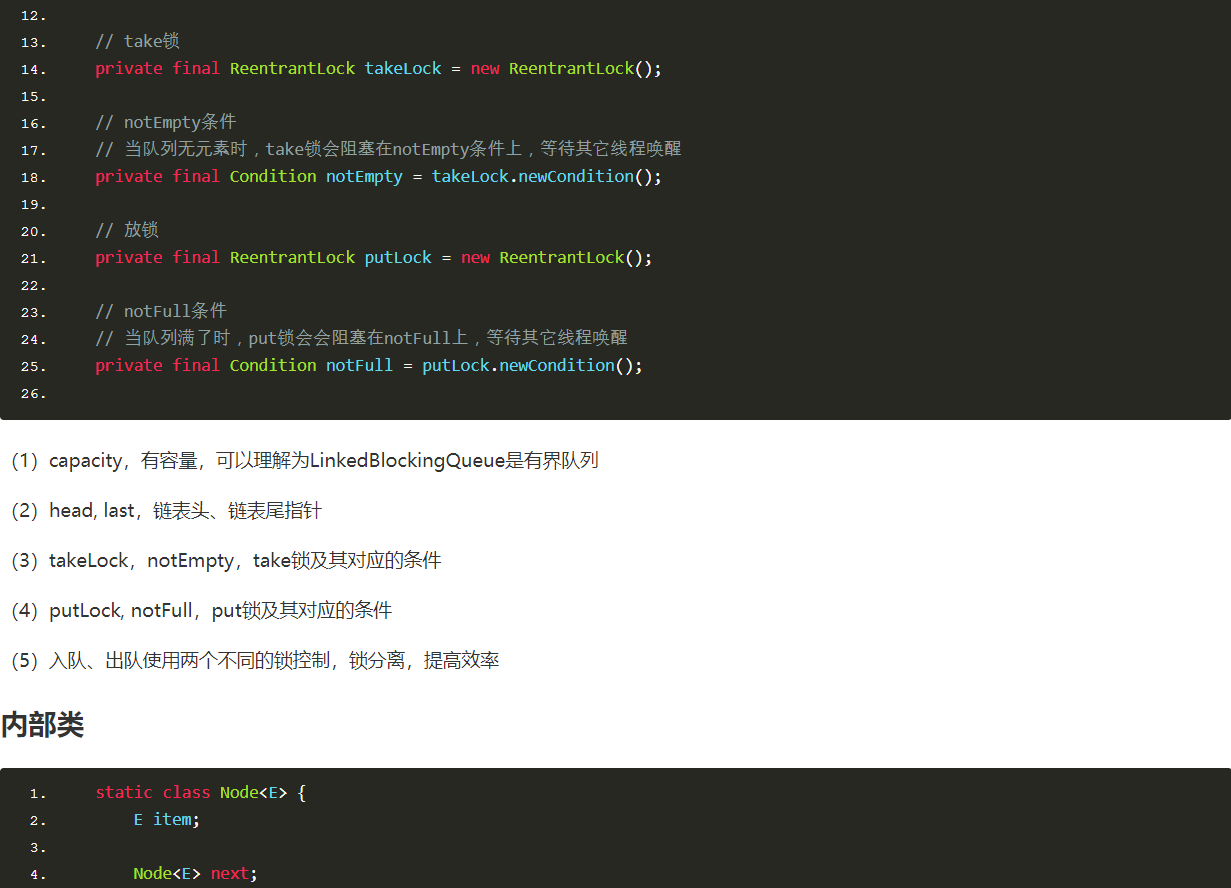 12.
13. // take锁
14. private final ReentrantLock takeLock = new ReentrantLock();
15.
16. // notEmpty条件
17. // 当队列无元素时，take锁会阻塞在notEmpty条件上，等待其它线程唤醒
18. private final Condition notEmpty = takeLock.newCondition();
19.
20. // 放锁
21. private final ReentrantLock putLock = new ReentrantLock();
22.
23. // notFull条件
24. // 当队列满了时，put锁会会阻塞在notFull上，等待其它线程唤醒
25. private final Condition notFull = putLock.newCondition();
26.
（1）capacity，有容量，可以理解为LinkedBlockingQueue是有界队列
（2）head, last，链表头、链表尾指针
（3）takeLock，notEmpty，take锁及其对应的条件
（4）putLock, notFull，put锁及其对应的条件
（5）入队、出队使用两个不同的锁控制，锁分离，提高效率
内部类
1. static class Node<E> {
2. E item;
3.
4. Node<E> next;